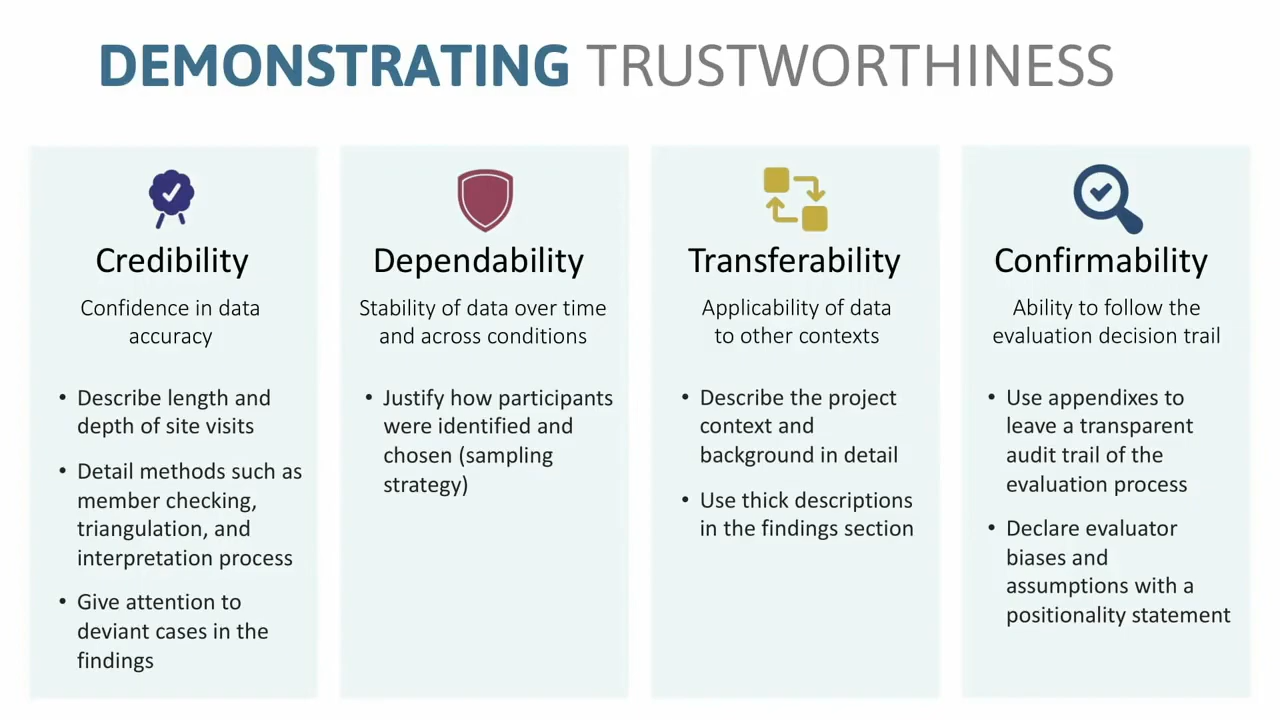 DEMONSTRATING TRUSTWORTHINESS
Credibility
Confidence in data
accuracy
• Describe length and
depth of site visits
• Detail methods such as
member checking,
triangulation, and
interpretation process
• Give attention to
deviant cases in the
findings
Dependability
Stability of data over time
and across conditions
• Justify how participants
were identified and
chosen (sampling
strategy)
Transferability
Applicability of data
to other contexts
• Describe the project
context and
background in detail
• Use thick descriptions
in the findings section
Confirmability
Ability to follow the
evaluation decision trail
• Use appendixes to
leave a transparent
audit trail of the
evaluation process
• Declare evaluator
biases and
assumptions with a
positionality statement